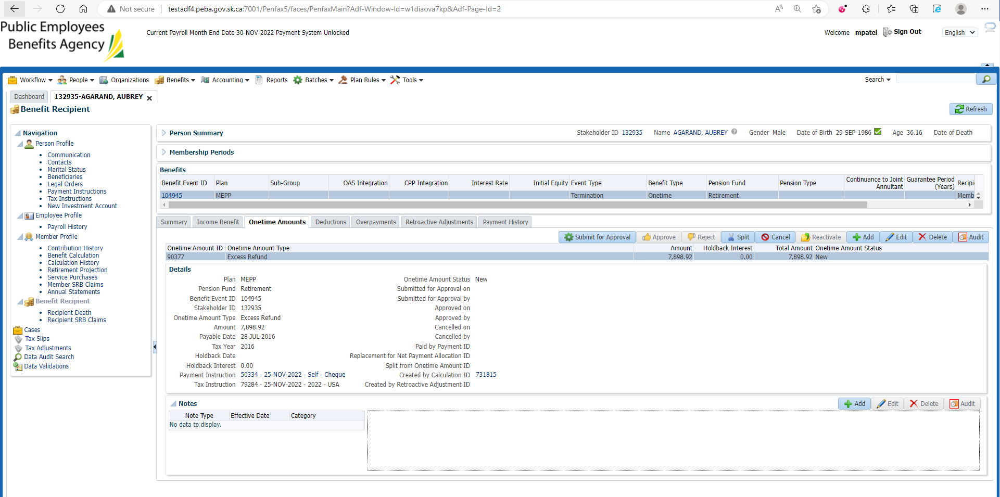 Not secure testadf4.peba.gov.sk.ca:7001/Penfax5/faces/PenfaxMain?Adf-Window-Id=w1diaova7kp&Adf-Page-Id=2
Public Employees
Benefits Agency
Current Payroll Month End Date 30-NOV-2022 Payment System Unlocked
Welcome mpatel Sign Out English
Workflow People Organizations Benefits Accounting Reports Batches Plan Rules Tools Search
Dashboard 132935-AGARAND, AUBREY
Benefit Recipient
Refresh
Navigation
Person Profile
Communication
Contacts
Marital Status
Beneficiaries
Legal Orders
Payment Instructions
Tax Instructions
New Investment Account
Employee Profile
Payroll History
Member Profile
Contribution History
Benefit Calculation
Calculation History
Retirement Projection
Service Purchases
Member SRB Claims
Annual Statements
Benefit Recipient
Recipient Death
Recipient SRB Claims
Cases
Tax Slips
Tax Adjustments
Data Audit Search
Data Validations
Person Summary Stakeholder ID 132935 Name AGARAND, AUBREY Gender Male Date of Birth 29-SEP-1986 Age 36.16 Date of Death
Membership Periods
Benefits
Benefit Event ID Plan Sub-Group OAS Integration CPP Integration Interest Rate Initial Equity Event Type Benefit Type Pension Fund Pension Type Continuance to Joint Annuitant Guarantee Period (Years) Recipi
104945 MEPP Termination Onetime Retirement Memb
Summary Income Benefit Onetime Amounts Deductions Overpayments Retroactive Adjustments Payment History
Submit for Approval Approve Reject Split Cancel Reactivate Add Edit Delete Audit
Onetime Amount ID Onetime Amount Type Amount Holdback Interest Total Amount Onetime Amount Status
90377 Excess Refund 7,898.92 0.00 7,898.92 New
Details
Plan MEPP Onetime Amount Status New
Pension Fund Retirement Submitted for Approval on
Benefit Event ID 104945 Submitted for Approval by
Stakeholder ID 132935 Approved on
Onetime Amount Type Excess Refund Approved by
Amount 7,898.92 Cancelled on
Payable Date 28-JUL-2016 Cancelled by
Tax Year 2016 Paid by Payment ID
Holdback Date Replacement for Net Payment Allocation ID
Holdback Interest 0.00 Split from Onetime Amount ID
Payment Instruction 50334 - 25-NOV-2022 - Self - Cheque Created by Calculation ID 731815
Tax Instruction 79284 - 25-NOV-2022 - 2022 - USA Created by Retroactive Adjustment ID
Notes Add Edit Delete Audit
Note Type Effective Date Category
No data to display.